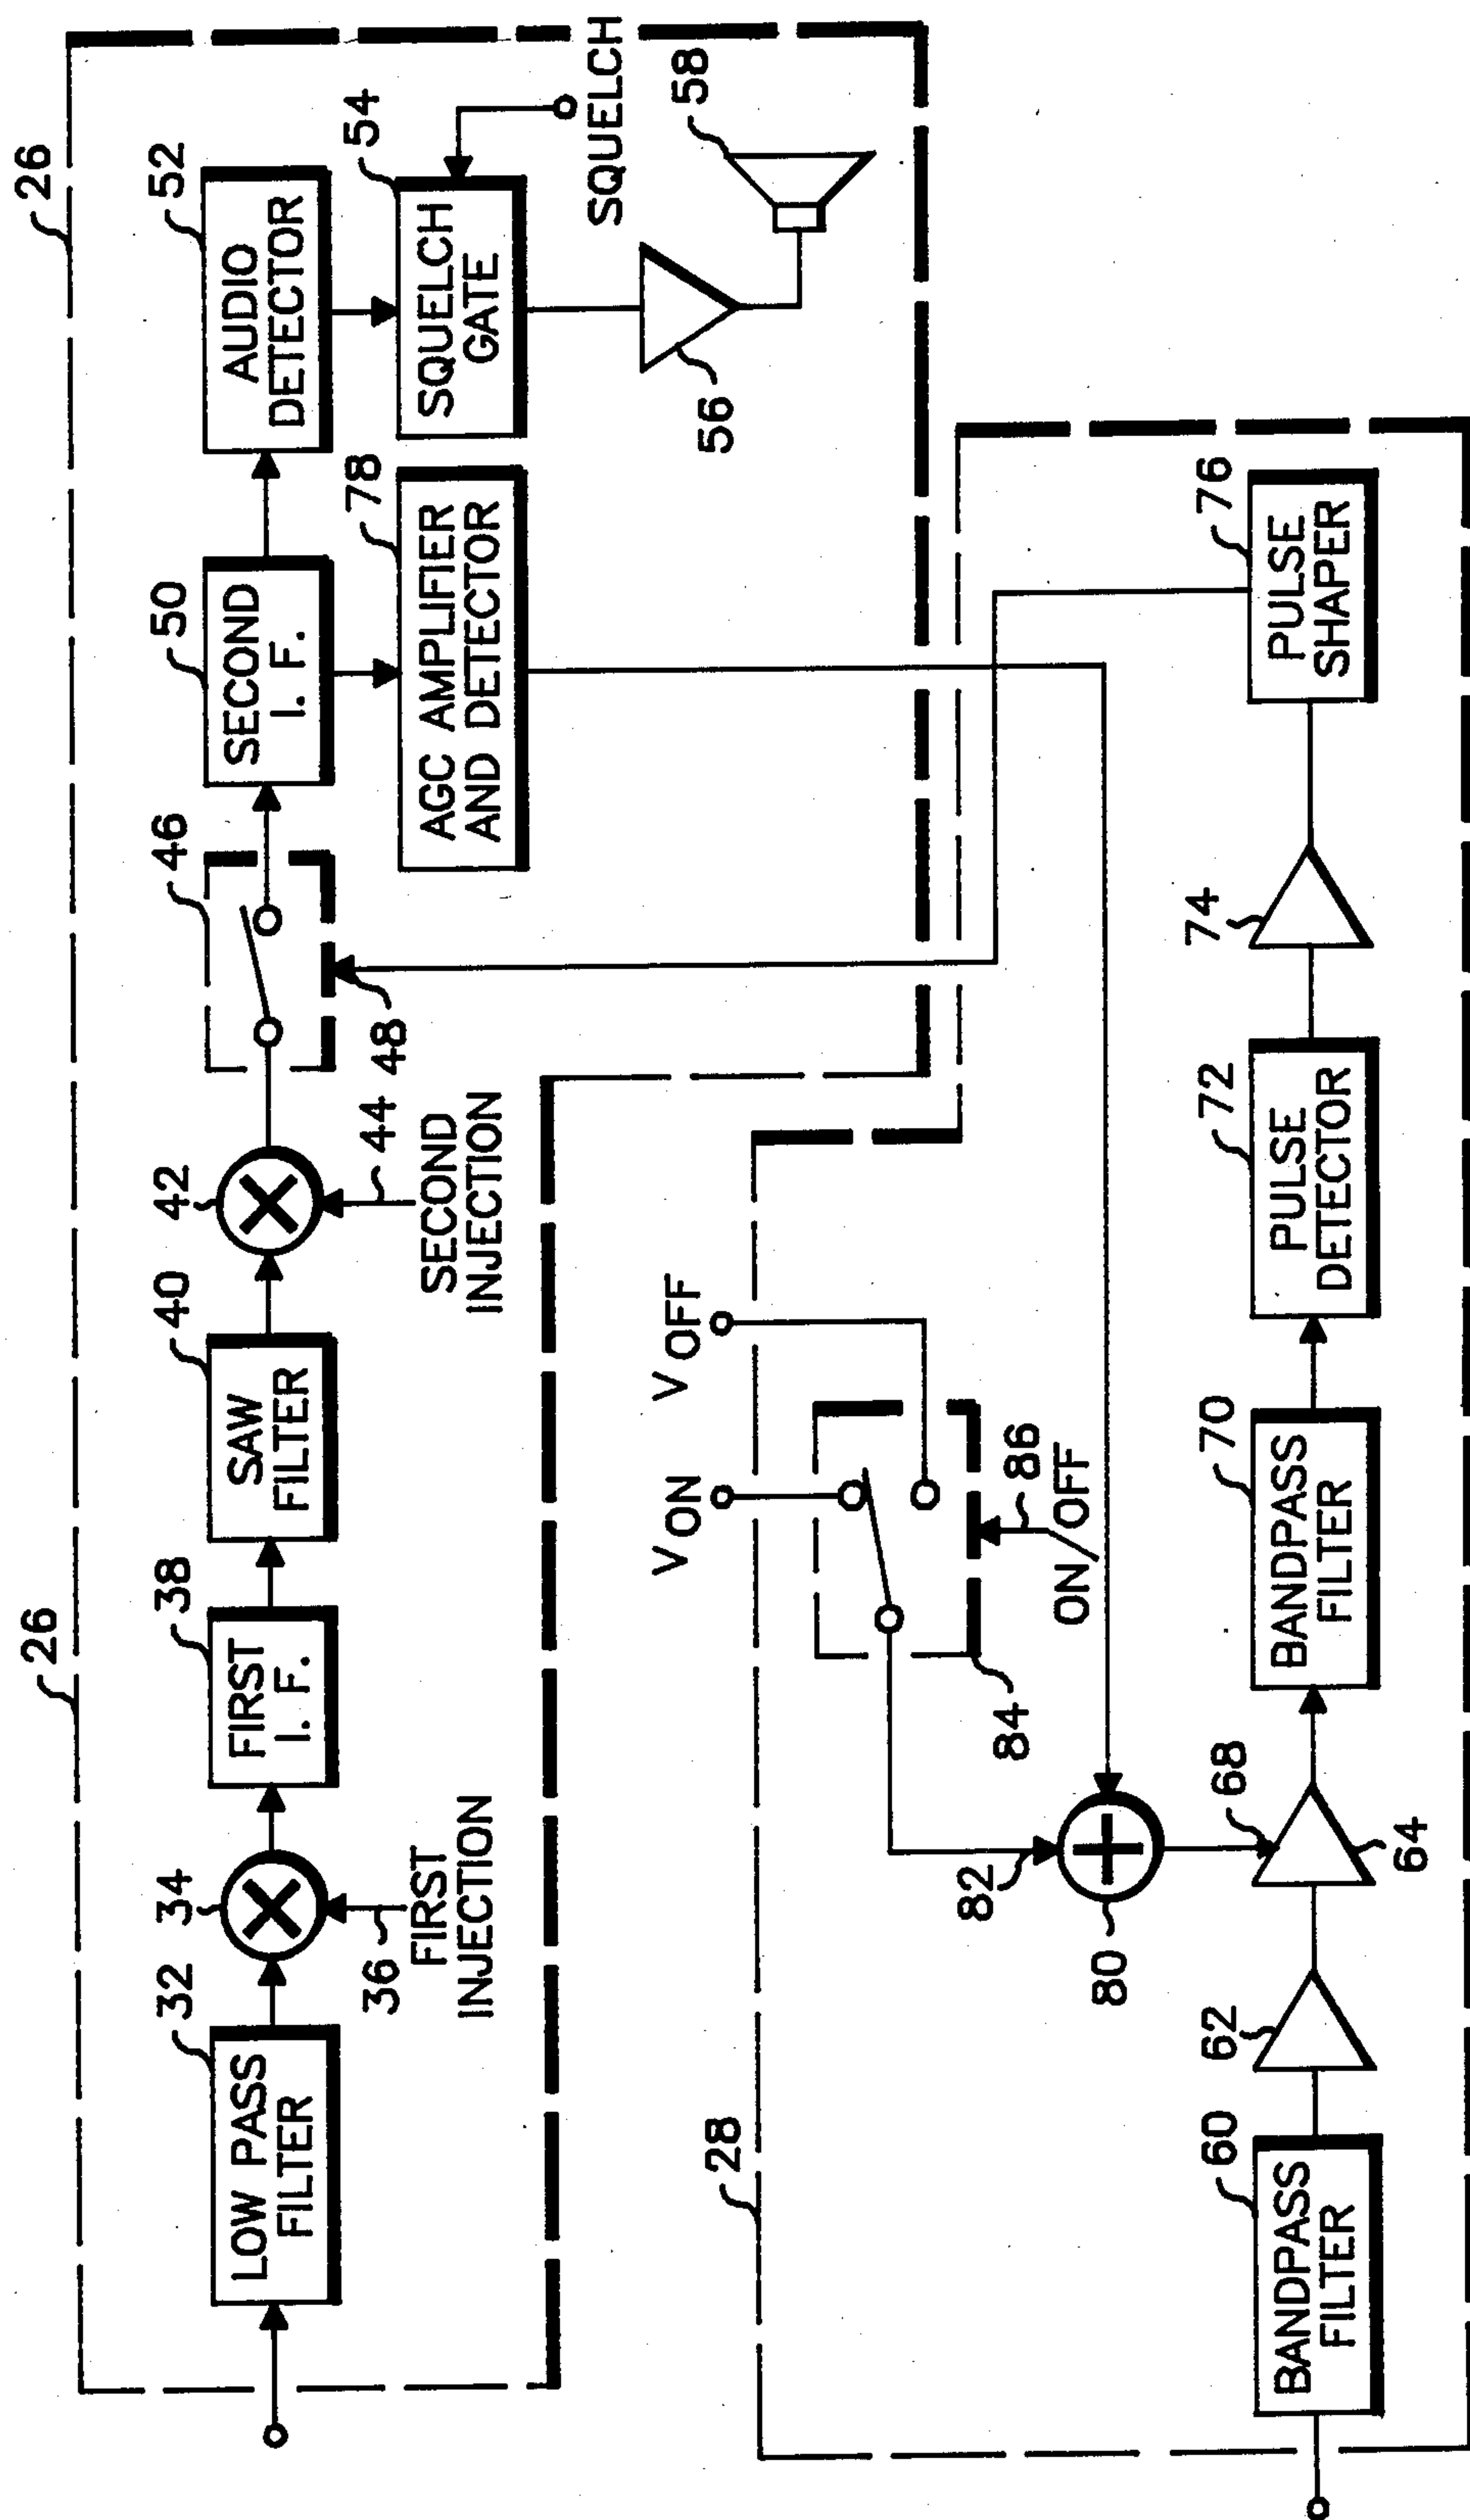 26
26
32
LOW PASS
FILTER
34
36
FIRST
INJECTION
38
FIRST
I. F.
40
SAW
FILTER
42
44
SECOND
INJECTION
46
48
50
SECOND
I. F.
52
AUDIO
DETECTOR
78
AGC AMPLIFIER
AND DETECTOR
54
SQUELCH
GATE
SQUELCH
56
58
28
V ON
V OFF
84
86
ON/OFF
82
80
60
BANDPASS
FILTER
62
68
64
70
BANDPASS
FILTER
72
PULSE
DETECTOR
74
76
PULSE
SHAPER